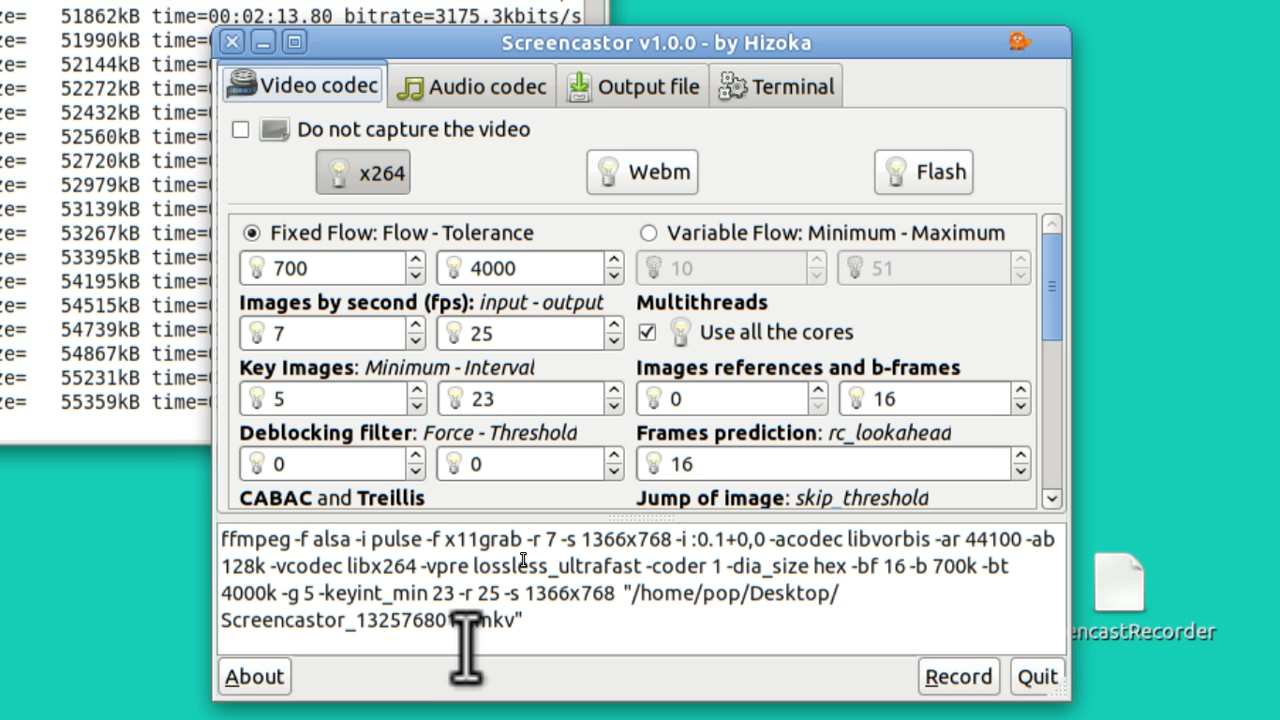 ze=    51862kB time=00:02:13.80 bitrate=3175.3kbits/s
ze=    51990kB time=
ze=    52144kB time=
ze=    52272kB time=
ze=    52432kB time=
ze=    52560kB time=
ze=    52720kB time=
ze=    52979kB time=
ze=    53139kB time=
ze=    53267kB time=
ze=    53395kB time=
ze=    54195kB time=
ze=    54515kB time=
ze=    54739kB time=
ze=    54867kB time=
ze=    55231kB time=
ze=    55359kB time=
Screencastor v1.0.0 - by Hizoka
Video codec Audio codec Output file Terminal
Do not capture the video
x264 Webm Flash
Fixed Flow: Flow - Tolerance Variable Flow: Minimum - Maximum
700 4000 10 51
Images by second (fps): input - output Multithreads
7 25 Use all the cores
Key Images: Minimum - Interval Images references and b-frames
5 23 0 16
Deblocking filter: Force - Threshold Frames prediction: rc_lookahead
0 0 16
CABAC and Treillis Jump of image: skip_threshold
ffmpeg -f alsa -i pulse -f x11grab -r 7 -s 1366x768 -i :0.1+0,0 -acodec libvorbis -ar 44100 -ab
128k -vcodec libx264 -vpre lossless_ultrafast -coder 1 -dia_size hex -bf 16 -b 700k -bt
4000k -g 5 -keyint_min 23 -r 25 -s 1366x768 "/home/pop/Desktop/
encastRecorder
About Record Quit